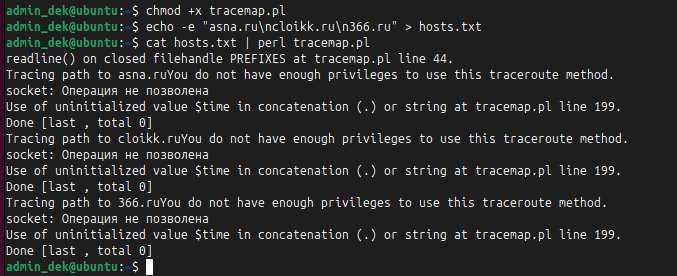 admin_dek@ubuntu:~$ chmod +x tracemap.pl
admin_dek@ubuntu:~$ echo -e "asna.ru\ncloikk.ru\n366.ru" > hosts.txt
admin_dek@ubuntu:~$ cat hosts.txt | perl tracemap.pl
readline() on closed filehandle PREFIXES at tracemap.pl line 44.
Tracing path to asna.ruYou do not have enough privileges to use this traceroute method.
socket: Операция не позволена
Use of uninitialized value $time in concatenation (.) or string at tracemap.pl line 199.
Done [last , total 0]
Tracing path to cloikk.ruYou do not have enough privileges to use this traceroute method.
socket: Операция не позволена
Use of uninitialized value $time in concatenation (.) or string at tracemap.pl line 199.
Done [last , total 0]
Tracing path to 366.ruYou do not have enough privileges to use this traceroute method.
socket: Операция не позволена
Use of uninitialized value $time in concatenation (.) or string at tracemap.pl line 199.
Done [last , total 0]
admin_dek@ubuntu:~$